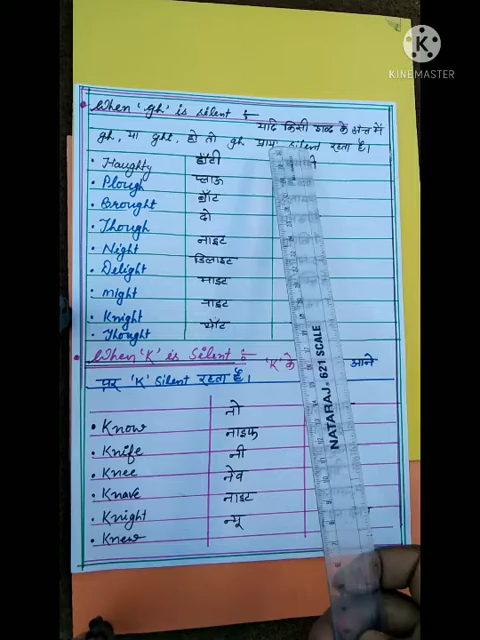 KINEMASTER
When 'gh' is silent :-
यदि किसी शब्द के अन्त में
gh, या ght, हो तो gh प्रायः silent रहता है।
• Haughty हॉटी
• Plough प्लाऊ
• Brought ब्रॉट
• Though दो
• Night नाइट
• Delight डिलाइट
• might माइट
• Knight नाइट
• Thought थॉट
• When 'K' is Silent :- 'K' के आने
पर 'K' silent रहता है।
• Know नो
• Knife नाइफ
• Knee नी
• Knave नेव
• Knight नाइट
• Knew न्यू
NATARAJ 621 SCALE